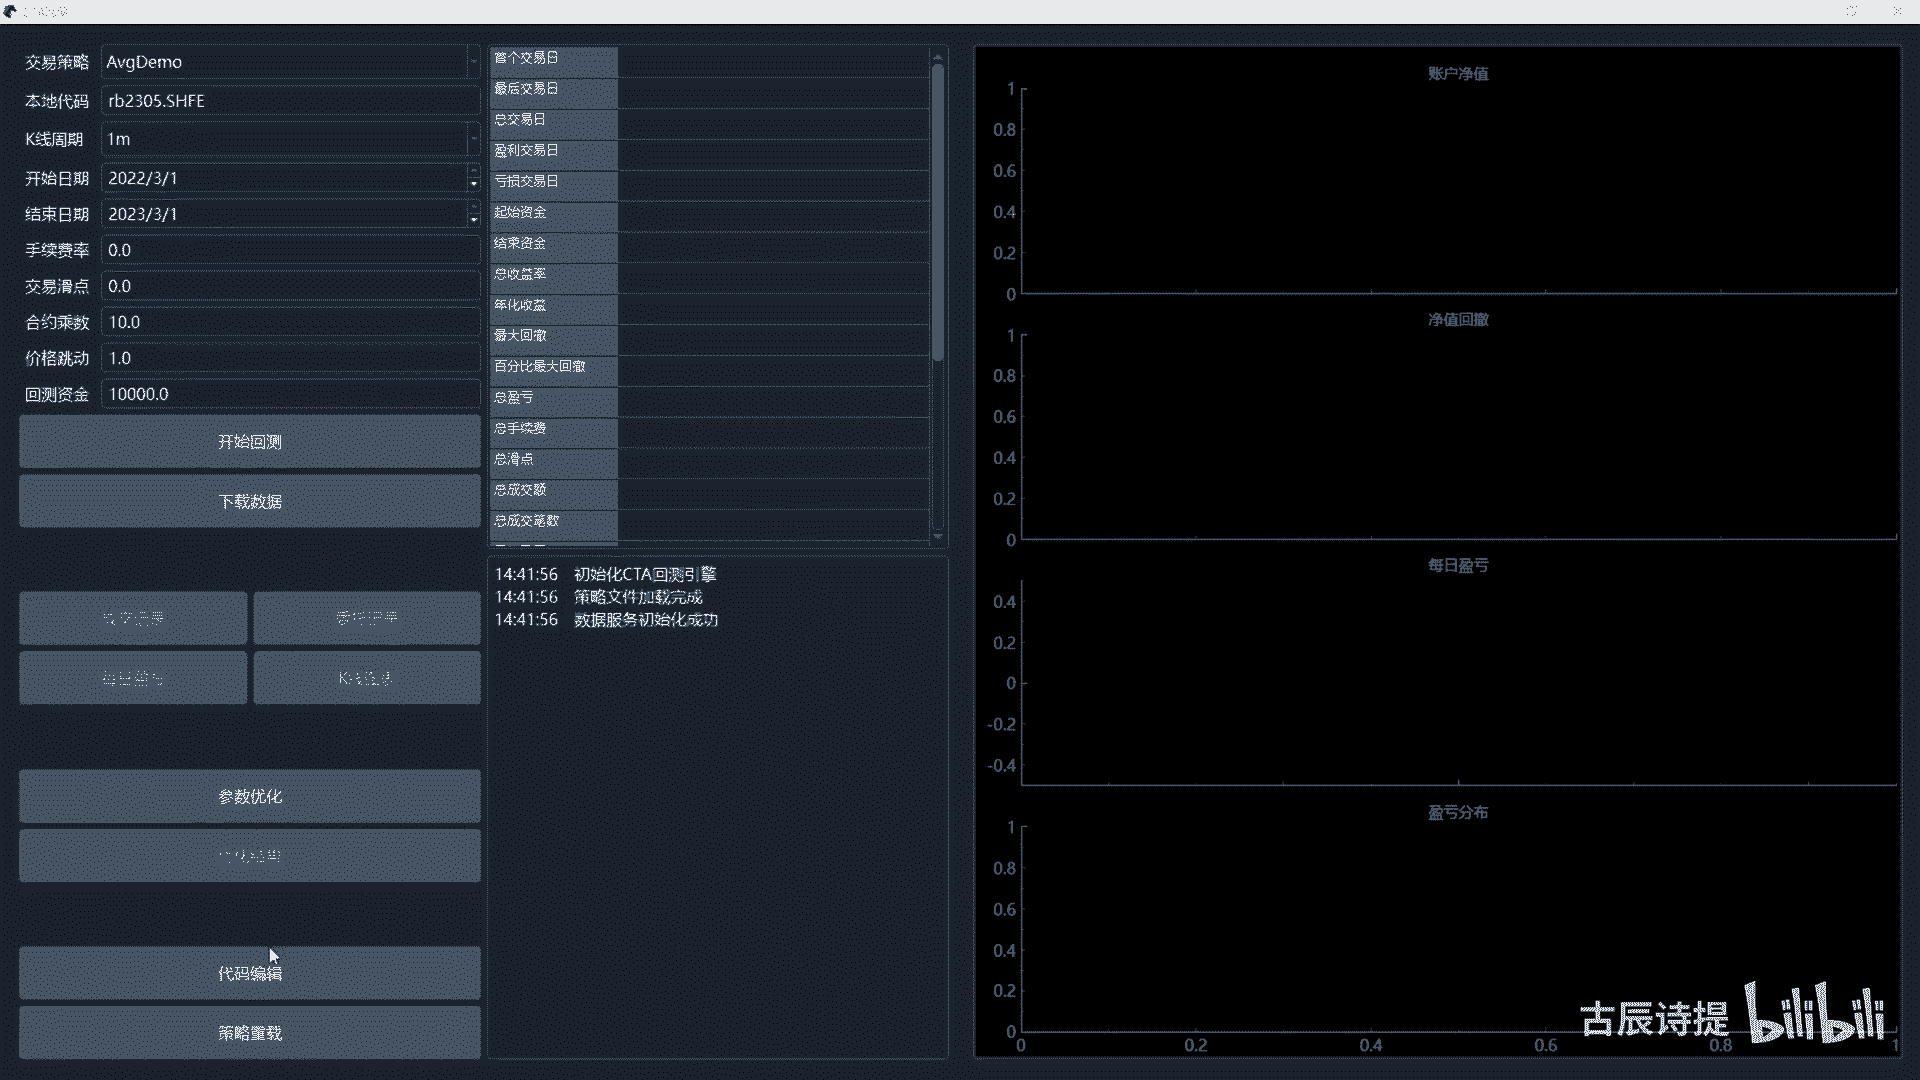 交易策略 AvgDemo
本地代码 rb2305.SHFE
K线周期 1m
开始日期 2022/3/1
结束日期 2023/3/1
手续费率 0.0
交易滑点 0.0
合约乘数 10.0
价格跳动 1.0
回测资金 10000.0
开始回测
下载数据
参数优化
代码编辑
策略重载
首个交易日
最后交易日
总交易日
盈利交易日
亏损交易日
起始资金
结束资金
总收益率
年化收益
最大回撤
百分比最大回撤
总盈亏
总手续费
总滑点
总成交额
总成交笔数
14:41:56 初始化CTA回测引擎
14:41:56 策略文件加载完成
14:41:56 数据服务初始化成功
账户净值
1
0.8
0.6
0.4
0.2
0
净值回撤
1
0.8
0.6
0.4
0.2
0
每日盈亏
0.4
0.2
0
-0.2
-0.4
盈亏分布
1
0.8
0.6
0.4
0.2
0
0 0.2 0.4 0.6 0.8 1
古辰诗提 bilibili